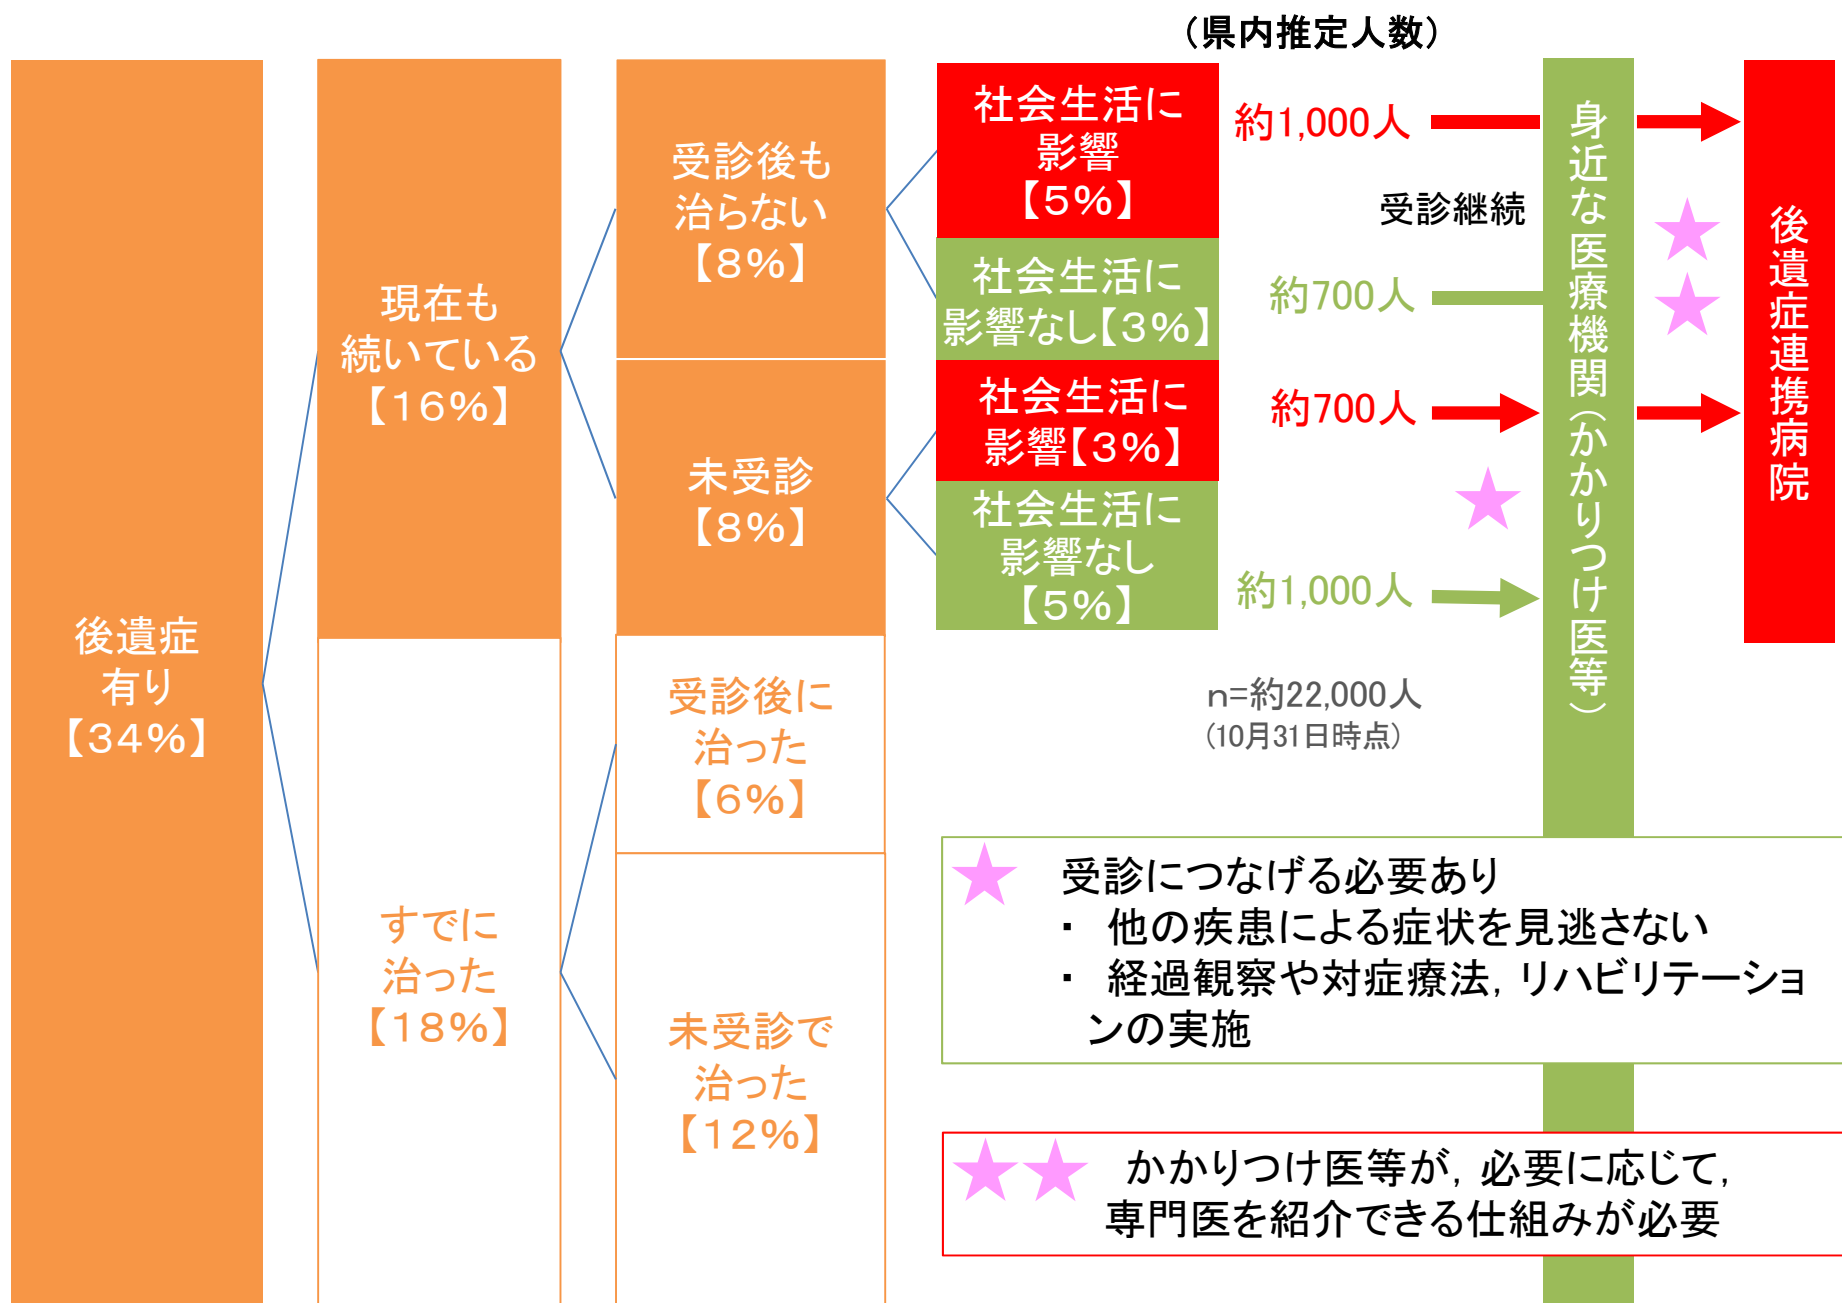 （県内推定人数）
後遺症
有り
【34%】
現在も
続いている
【16%】
すでに
治った
【18%】
受診後も
治らない
【8%】
未受診
【8%】
受診後に
治った
【6%】
未受診で
治った
【12%】
社会生活に
影響
【5%】
社会生活に
影響なし【3%】
社会生活に
影響【3%】
社会生活に
影響なし
【5%】
約1,000人
受診継続
約700人
約700人
約1,000人
n=約22,000人
(10月31日時点)
身近な医療機関（かかりつけ医等）
後遺症連携病院
★ 受診につなげる必要あり
・ 他の疾患による症状を見逃さない
・ 経過観察や対症療法，リハビリテーショ
ンの実施
★★ かかりつけ医等が，必要に応じて，
専門医を紹介できる仕組みが必要